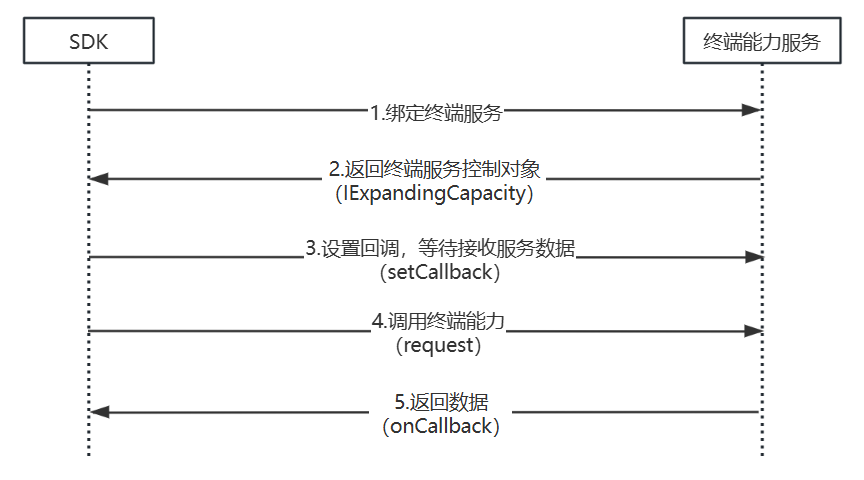 SDK
终端能力服务
1.绑定终端服务
2.返回终端服务控制对象
（IExpandingCapacity）
3.设置回调，等待接收服务数据
（setCallback）
4.调用终端能力
（request）
5.返回数据
（onCallback）